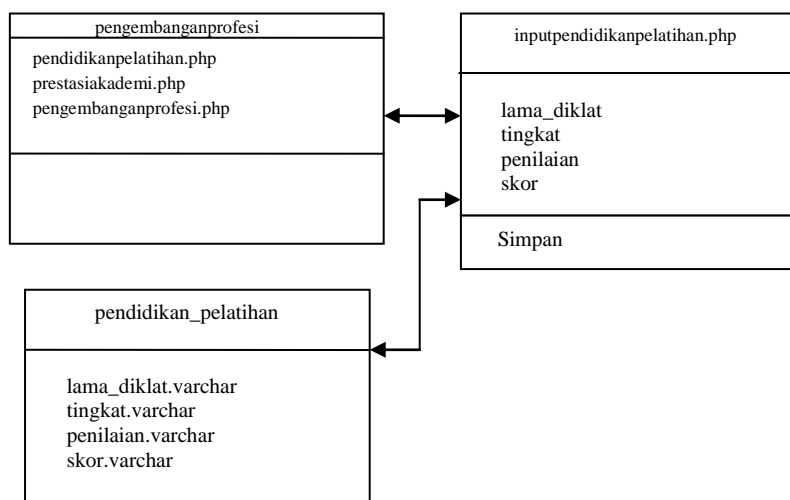 pengembanganprofesi
pendidikanpelatihan.php
prestasiakademi.php
pengembanganprofesi.php
inputpendidikanpelatihan.php
lama_diklat
tingkat
penilaian
skor
Simpan
pendidikan_pelatihan
lama_diklat.varchar
tingkat.varchar
penilaian.varchar
skor.varchar